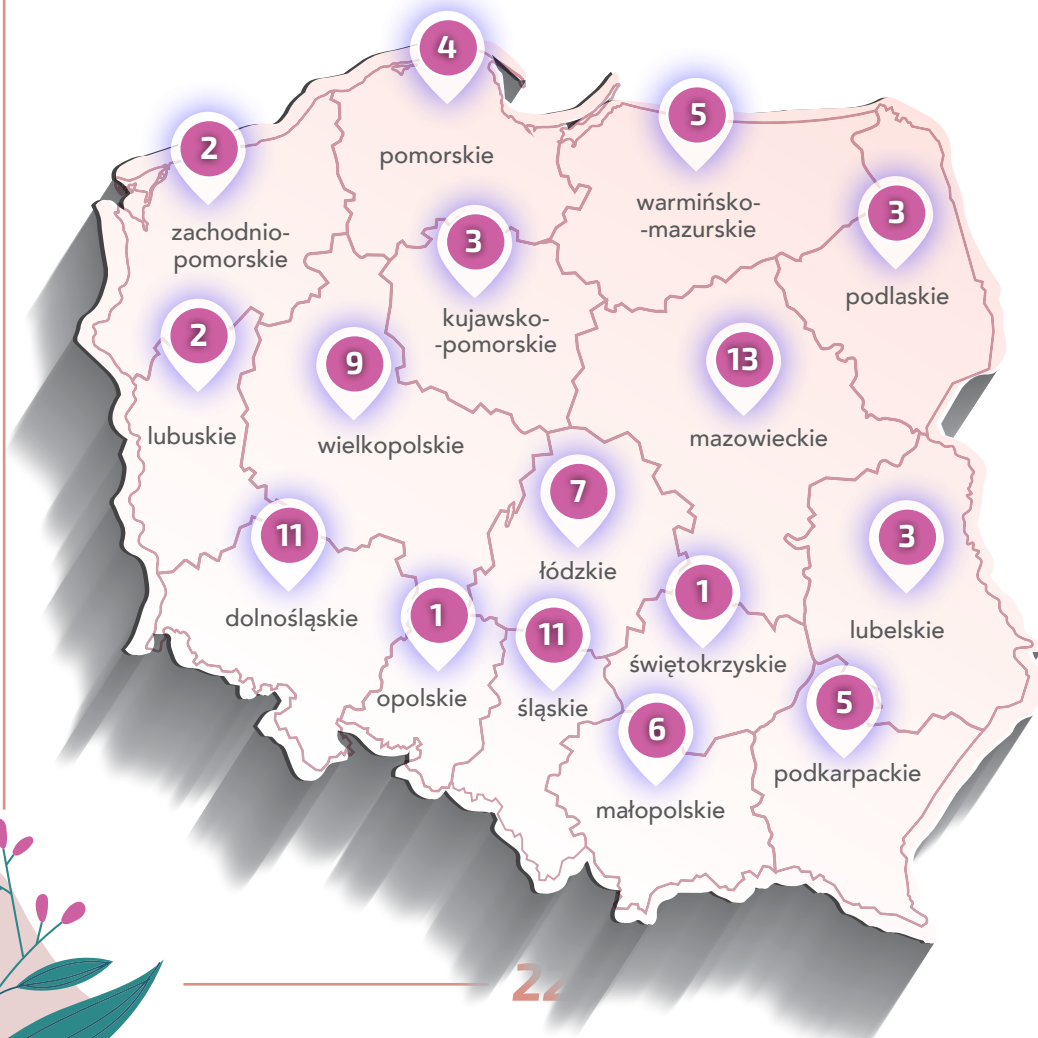 4
pomorskie
5
warmińsko-
-mazurskie
2
zachodnio-
pomorskie
3
podlaskie
3
kujawsko-
-pomorskie
2
lubuskie
9
wielkopolskie
13
mazowieckie
7
łódzkie
11
dolnośląskie
3
lubelskie
1
świętokrzyskie
1
opolskie
11
śląskie
5
podkarpackie
6
małopolskie